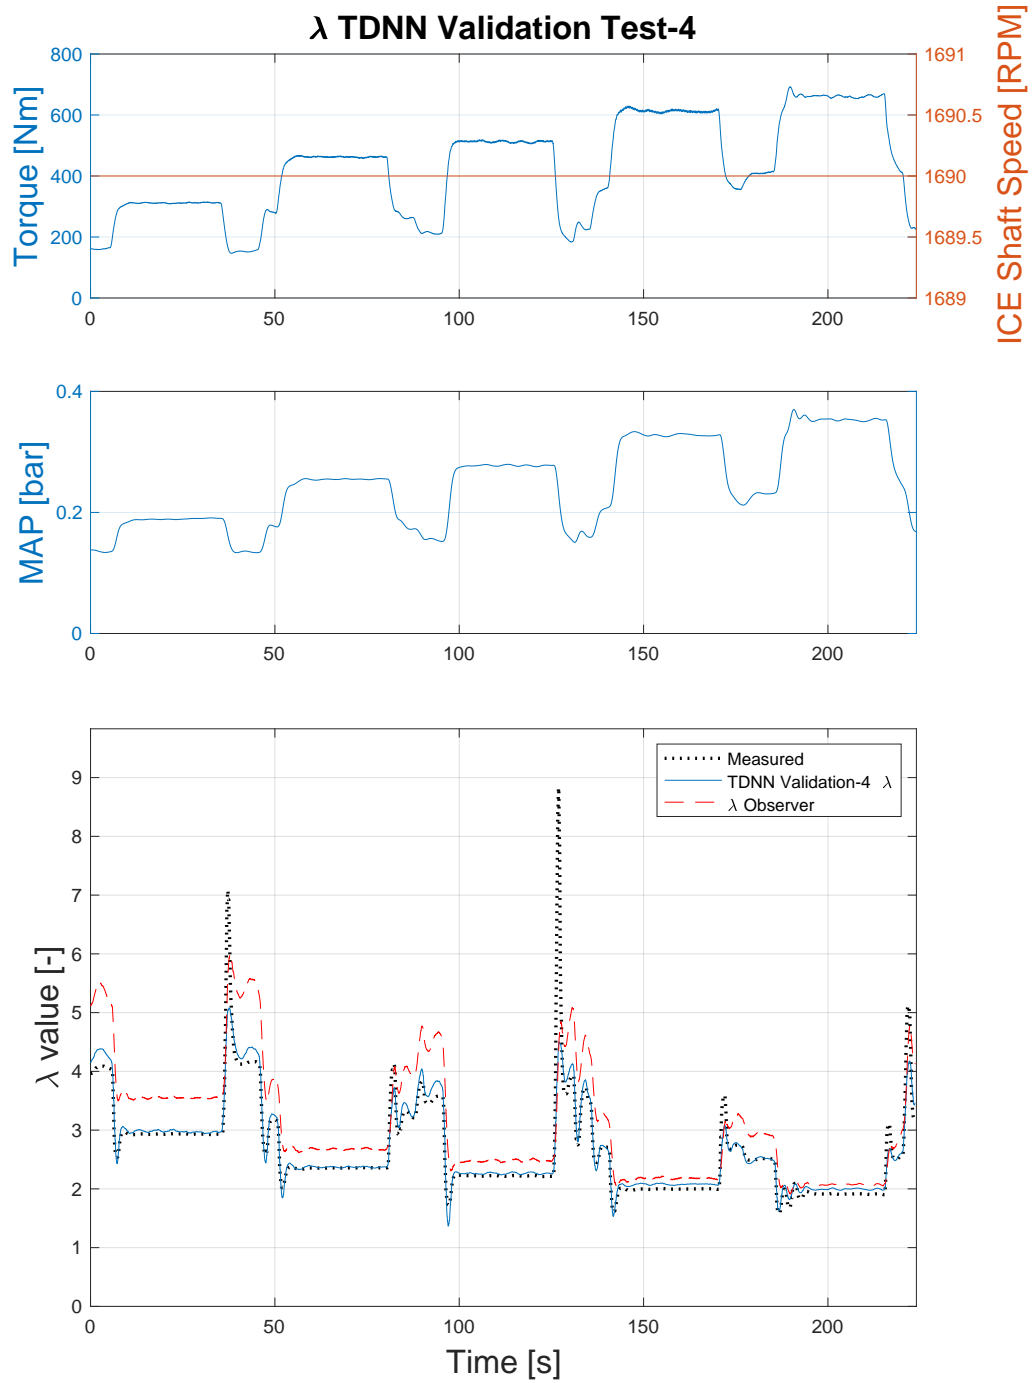 λ TDNN Validation Test-4
Torque [Nm]
800
600
400
200
0
1691
1690.5
1690
1689.5
1689
ICE Shaft Speed [RPM]
0 50 100 150 200
MAP [bar]
0.4
0.2
0
0 50 100 150 200
λ value [-]
9
8
7
6
5
4
3
2
1
0
Measured
TDNN Validation-4 λ
λ Observer
0 50 100 150 200
Time [s]